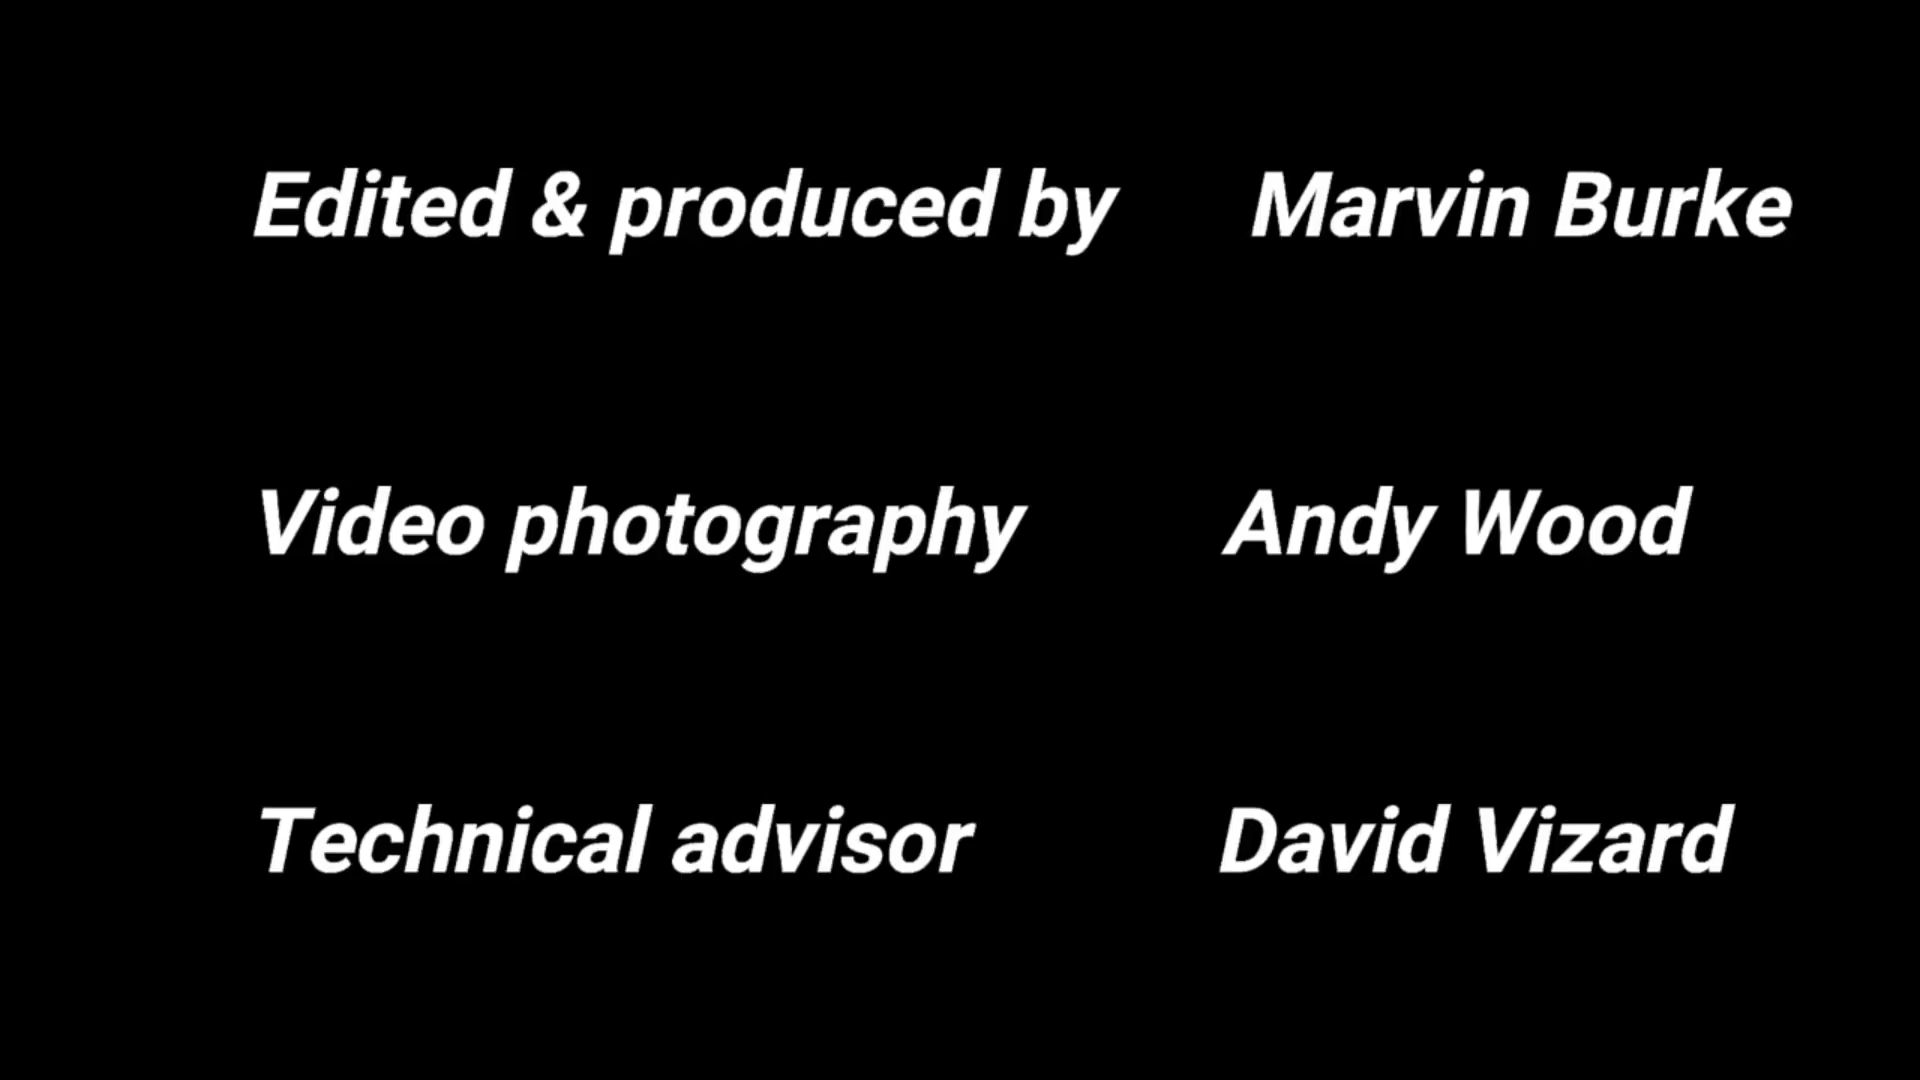 Edited & produced by Marvin Burke
Video photography Andy Wood
Technical advisor David Vizard